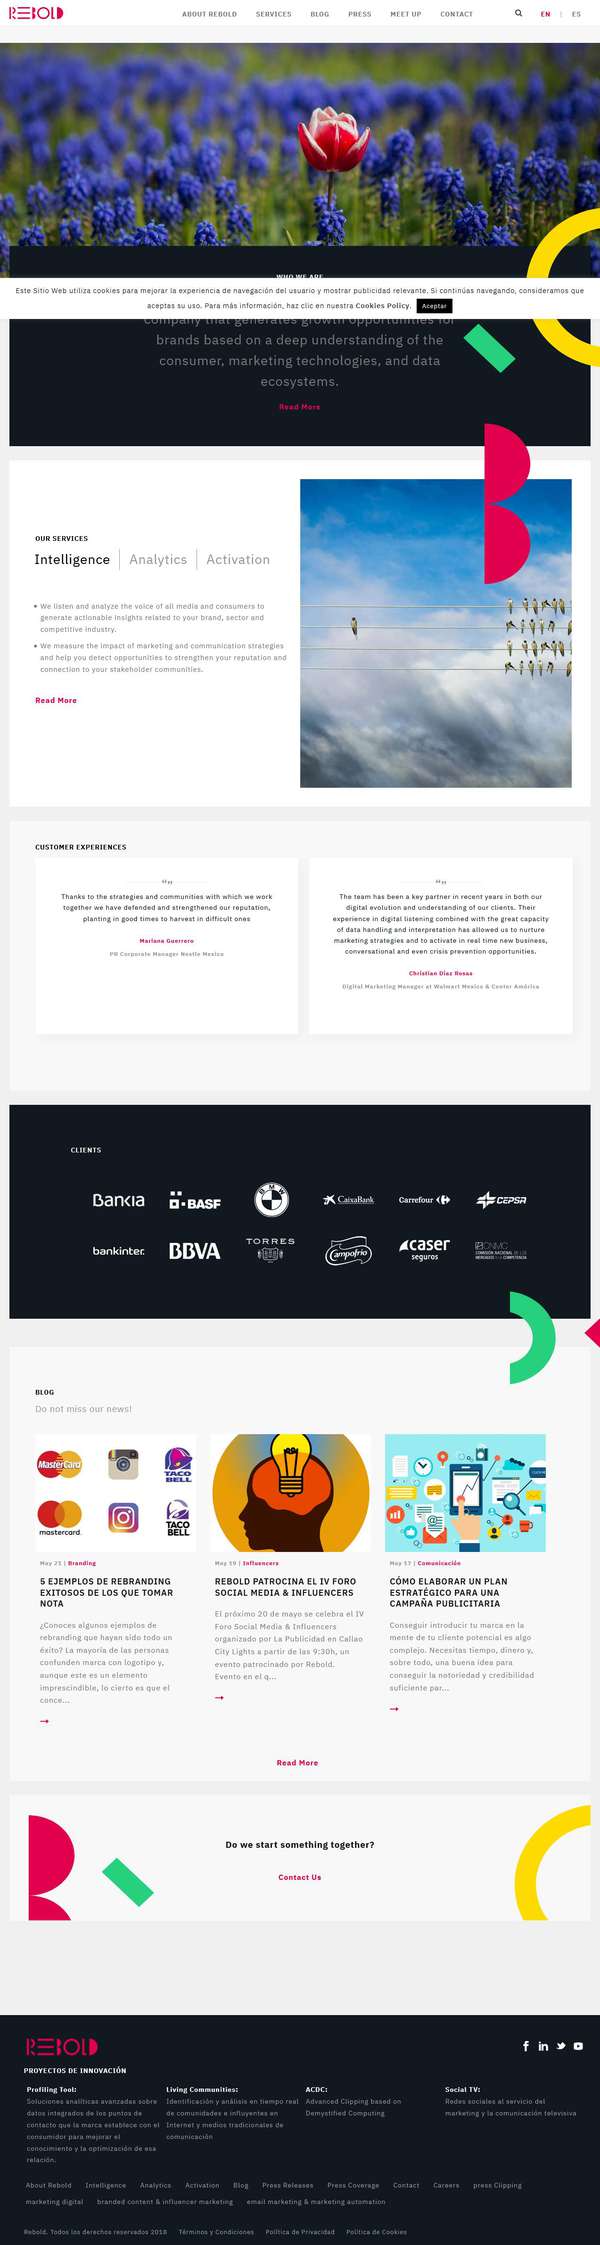 REBOLD
ABOUT REBOLD SERVICES BLOG PRESS MEET UP CONTACT EN | ES
WHO WE ARE
Este Sitio Web utiliza cookies para mejorar la experiencia de navegación del usuario y mostrar publicidad relevante. Si continúas navegando, consideramos que
aceptas su uso. Para más información, haz clic en nuestra Cookies Policy. Aceptar
company that generates growth opportunities for
brands based on a deep understanding of the
consumer, marketing technologies, and data
ecosystems.
Read More
OUR SERVICES
Intelligence Analytics Activation
We listen and analyze the voice of all media and consumers to
generate actionable insights related to your brand, sector and
competitive industry.
We measure the impact of marketing and communication strategies
and help you detect opportunities to strengthen your reputation and
connection to your stakeholder communities.
Read More
CUSTOMER EXPERIENCES
Thanks to the strategies and communities with which we work
together we have defended and strengthened our reputation,
planting in good times to harvest in difficult ones
Mariana Guerrero
PR Corporate Manager Nestle Mexico
The team has been a key partner in recent years in both our
digital evolution and understanding of our clients. Their
experience in digital listening combined with the great capacity
of data handling and interpretation has allowed us to nurture
marketing strategies and to activate in real time new business,
conversational and even crisis prevention opportunities.
Christian Díaz Rosas
Digital Marketing Manager at Walmart Mexico & Center América
CLIENTS
Bankia BASF BMW CaixaBank Carrefour CEPSA
bankinter. BBVA TORRES Campofrío caser seguros CNMC
COMISIÓN NACIONAL DE LOS
MERCADOS Y LA COMPETENCIA
BLOG
Do not miss our news!
MasterCard TACO BELL
mastercard. TACO BELL
May 21 | Branding
5 EJEMPLOS DE REBRANDING
EXITOSOS DE LOS QUE TOMAR
NOTA
¿Conoces algunos ejemplos de
rebranding que hayan sido todo un
éxito? La mayoría de las personas
confunden marca con logotipo y,
aunque este es un elemento
imprescindible, lo cierto es que el
conce...
→
May 19 | Influencers
REBOLD PATROCINA EL IV FORO
SOCIAL MEDIA & INFLUENCERS
El próximo 20 de mayo se celebra el IV
Foro Social Media & Influencers
organizado por La Publicidad en Callao
City Lights a partir de las 9:30h, un
evento patrocinado por Rebold.
Evento en el q...
→
May 17 | Comunicación
CÓMO ELABORAR UN PLAN
ESTRATÉGICO PARA UNA
CAMPAÑA PUBLICITARIA
Conseguir introducir tu marca en la
mente de tu cliente potencial es algo
complejo. Necesitas tiempo, dinero y,
sobre todo, una buena idea para
conseguir la notoriedad y credibilidad
suficiente par...
→
Read More
Do we start something together?
Contact Us
REBOLD
PROYECTOS DE INNOVACIÓN
Profiling Tool:
Soluciones analíticas avanzadas sobre
datos integrados de los puntos de
contacto que la marca establece con el
consumidor para mejorar el
conocimiento y la optimización de esa
relación.
Living Communities:
Identificación y análisis en tiempo real
de comunidades e influyentes en
Internet y medios tradicionales de
comunicación
ACDC:
Advanced Clipping based on
Demystified Computing
Social TV:
Redes sociales al servicio del
marketing y la comunicación televisiva
About Rebold Intelligence Analytics Activation Blog Press Releases Press Coverage Contact Careers press Clipping
marketing digital branded content & influencer marketing email marketing & marketing automation
Rebold. Todos los derechos reservados 2018 Términos y Condiciones Política de Privacidad Política de Cookies